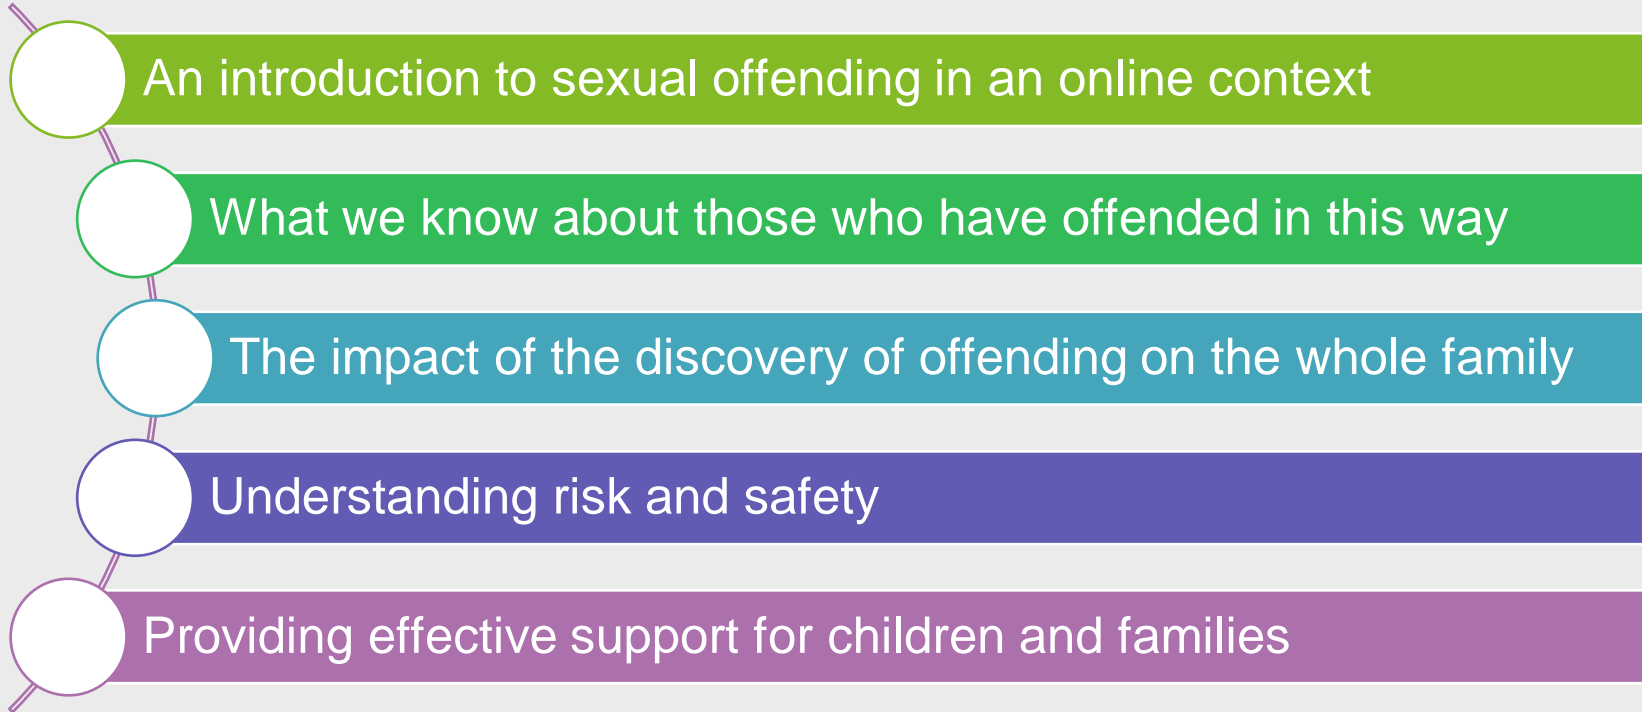 An introduction to sexual offending in an online context
What we know about those who have offended in this way
The impact of the discovery of offending on the whole family
Understanding risk and safety
Providing effective support for children and families